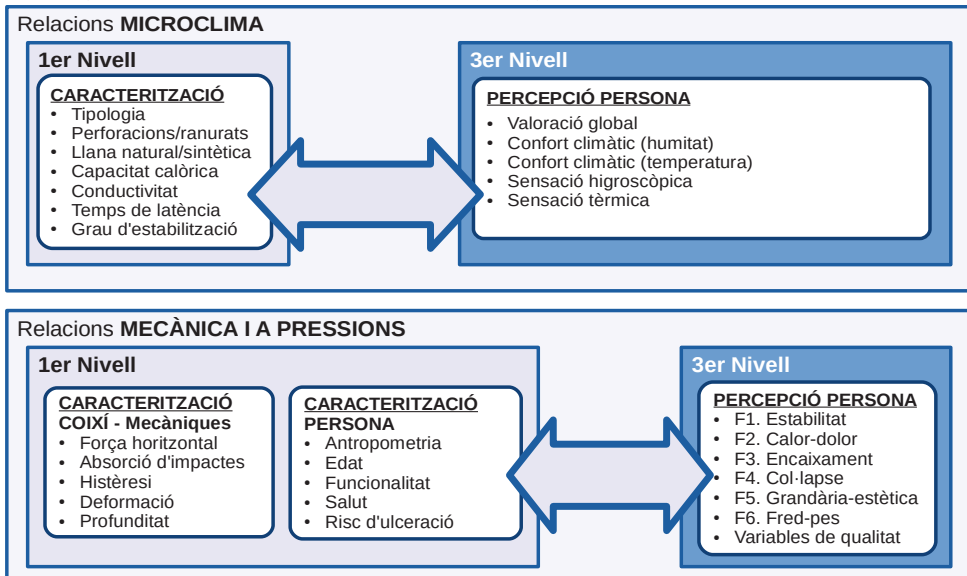 Relacions MICROCLIMA
1er Nivell
CARACTERITZACIÓ
• Tipologia
• Perforacions/ranurats
• Llana natural/sintètica
• Capacitat calòrica
• Conductivitat
• Temps de latència
• Grau d'estabilització
3er Nivell
PERCEPCIÓ PERSONA
• Valoració global
• Confort climàtic (humitat)
• Confort climàtic (temperatura)
• Sensació higroscòpica
• Sensació tèrmica
Relacions MECÀNICA I A PRESSIONS
1er Nivell
CARACTERITZACIÓ
COIXÍ - Mecàniques
• Força horitzontal
• Absorció d'impactes
• Histèresi
• Deformació
• Profunditat
CARACTERITZACIÓ
PERSONA
• Antropometria
• Edat
• Funcionalitat
• Salut
• Risc d'ulceració
3er Nivell
PERCEPCIÓ PERSONA
• F1. Estabilitat
• F2. Calor-dolor
• F3. Encaixament
• F4. Col·lapse
• F5. Grandària-estètica
• F6. Fred-pes
• Variables de qualitat